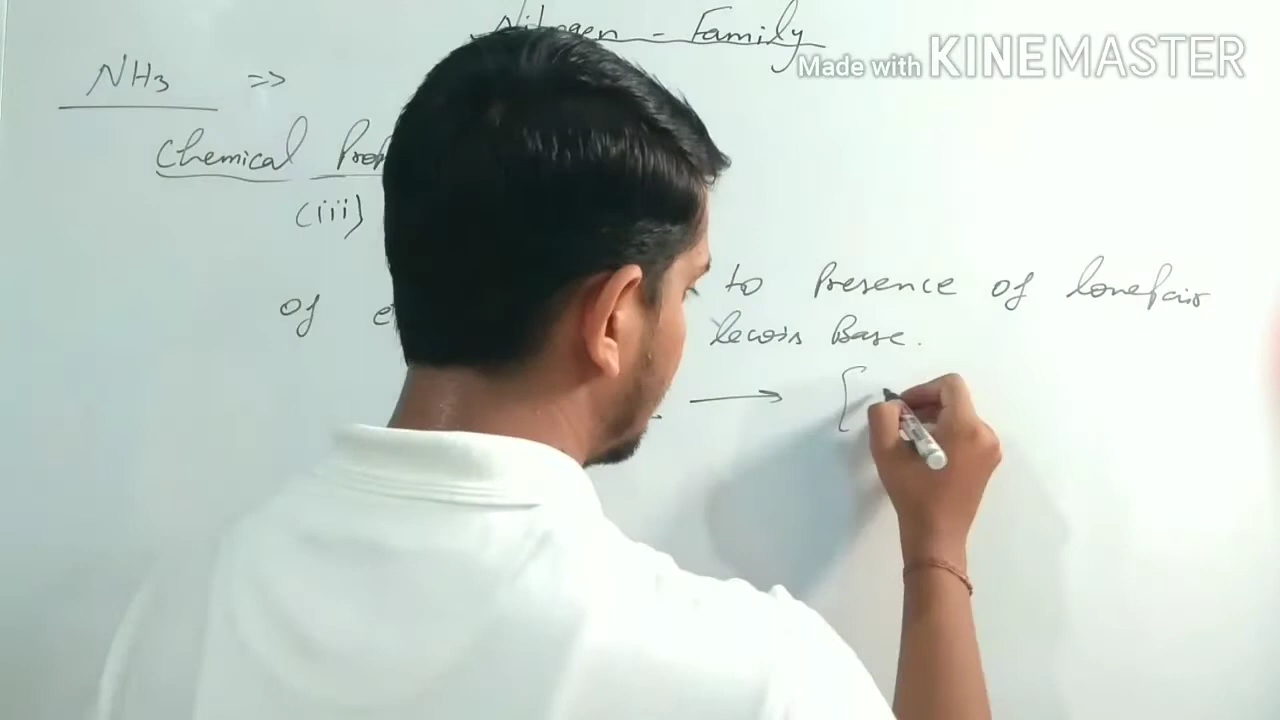 Nitrogen - Family
Made with KINEMASTER
NH3 =>
Chemical Prop
(iii)
to Presence of lonepair
of e lewis Base.
→ [